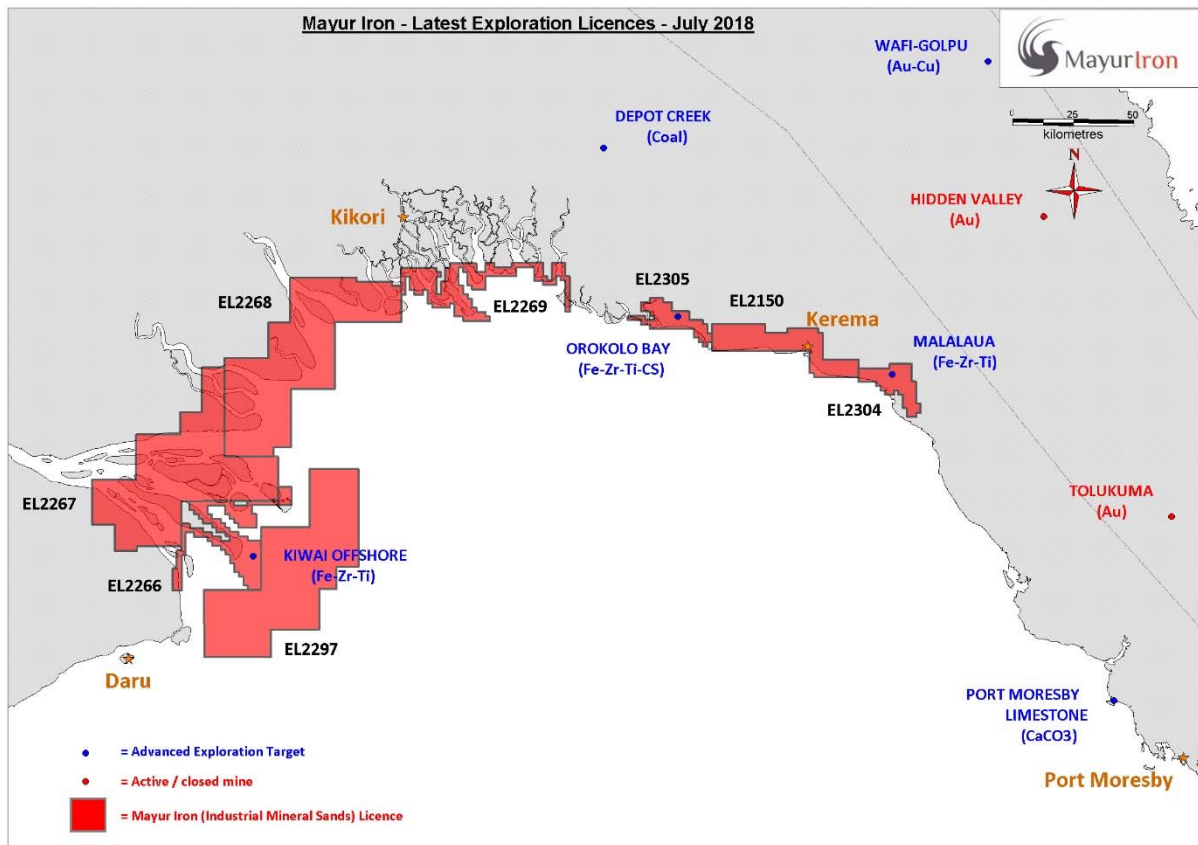 Mayur Iron - Latest Exploration Licences - July 2018
MayurIron
WAFI-GOLPU
(Au-Cu)
0 25 50
kilometres
DEPOT CREEK
(Coal)
N
HIDDEN VALLEY
(Au)
Kikori
EL2268
EL2269
EL2305
EL2150
Kerema
OROKOLO BAY
(Fe-Zr-Ti-CS)
MALALAUA
(Fe-Zr-Ti)
EL2304
EL2267
TOLUKUMA
(Au)
KIWAI OFFSHORE
(Fe-Zr-Ti)
EL2266
EL2297
Daru
PORT MORESBY
LIMESTONE
(CaCO3)
Port Moresby
= Advanced Exploration Target
= Active / closed mine
= Mayur Iron (Industrial Mineral Sands) Licence